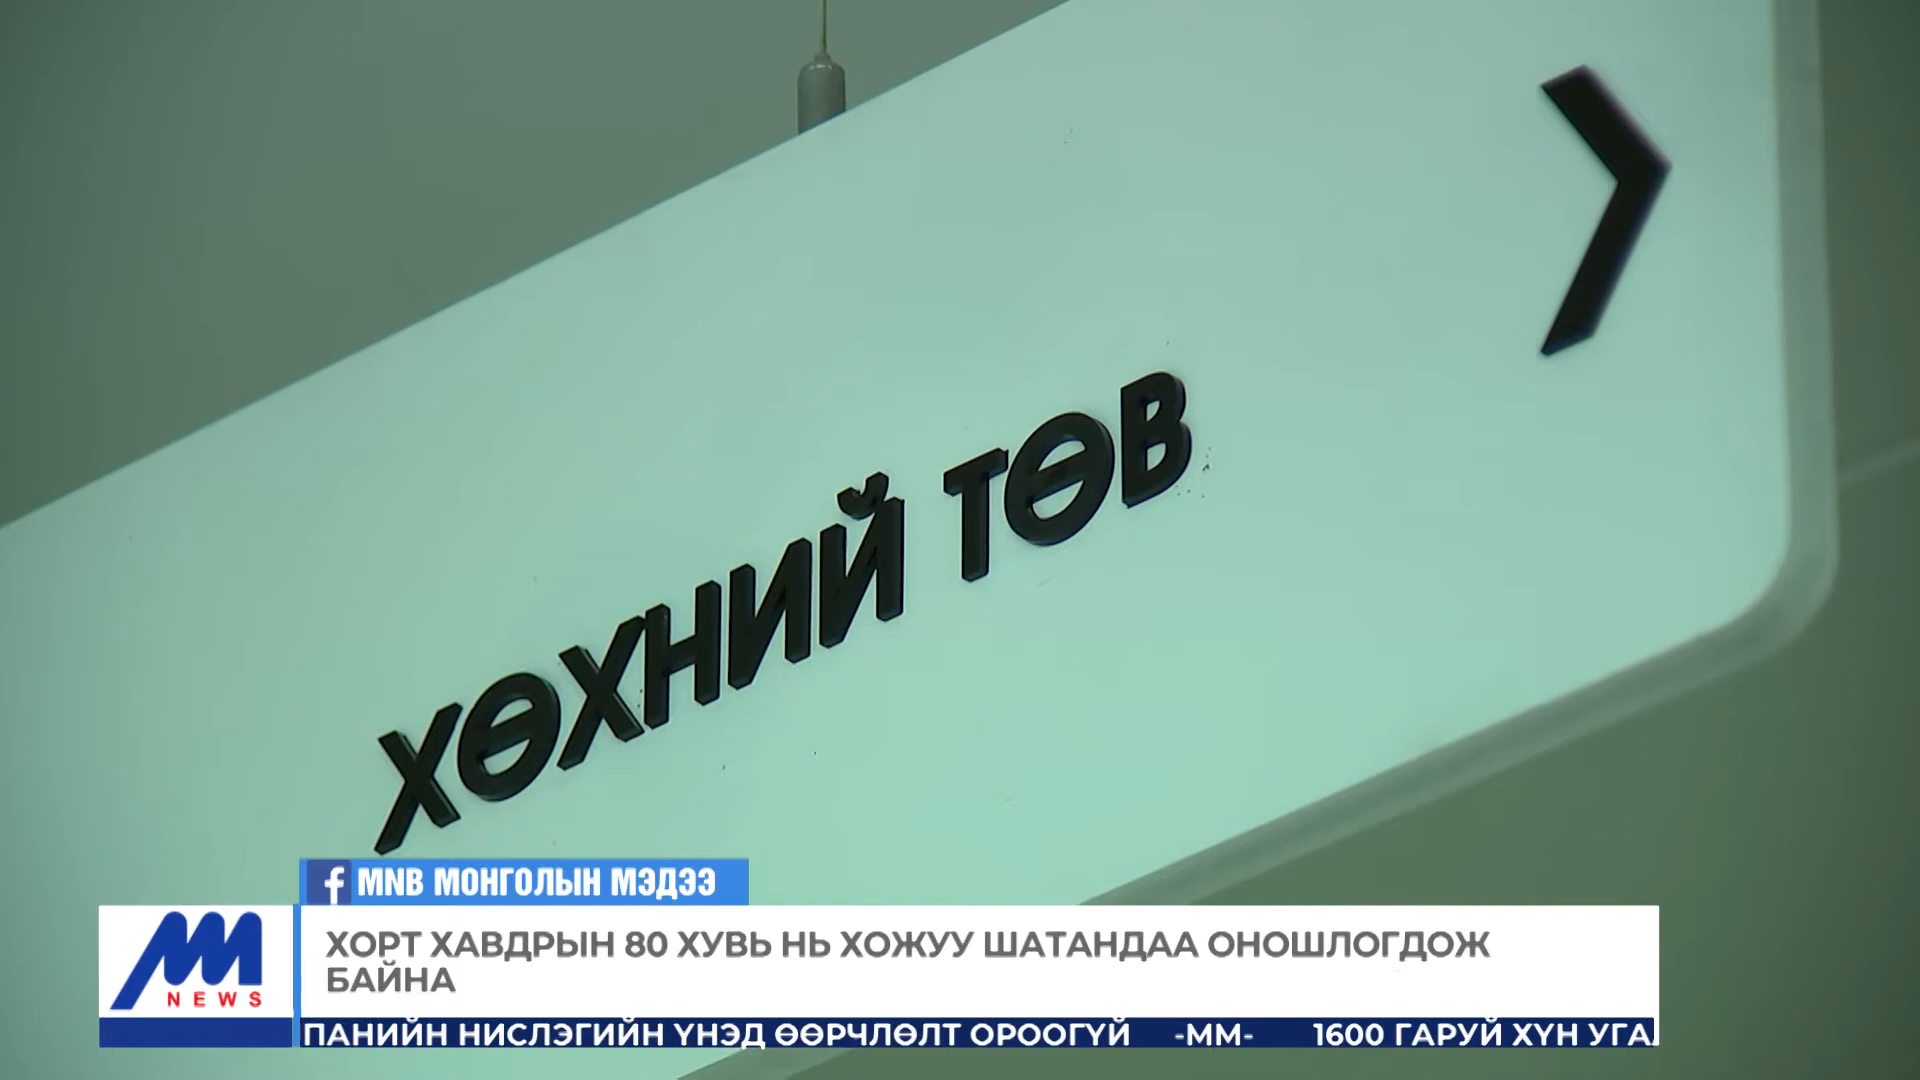 ХӨХНИЙ ТӨВ
MNB МОНГОЛЫН МЭДЭЭ
NEWS
ХОРТ ХАВДРЫН 80 ХУВЬ НЬ ХОЖУУ ШАТАНДАА ОНОШЛОГДОЖ
БАЙНА
ПАНИЙН НИСЛЭГИЙН ҮНЭД ӨӨРЧЛӨЛТ ОРООГҮЙ -ММ- 1600 ГАРУЙ ХҮН УГА